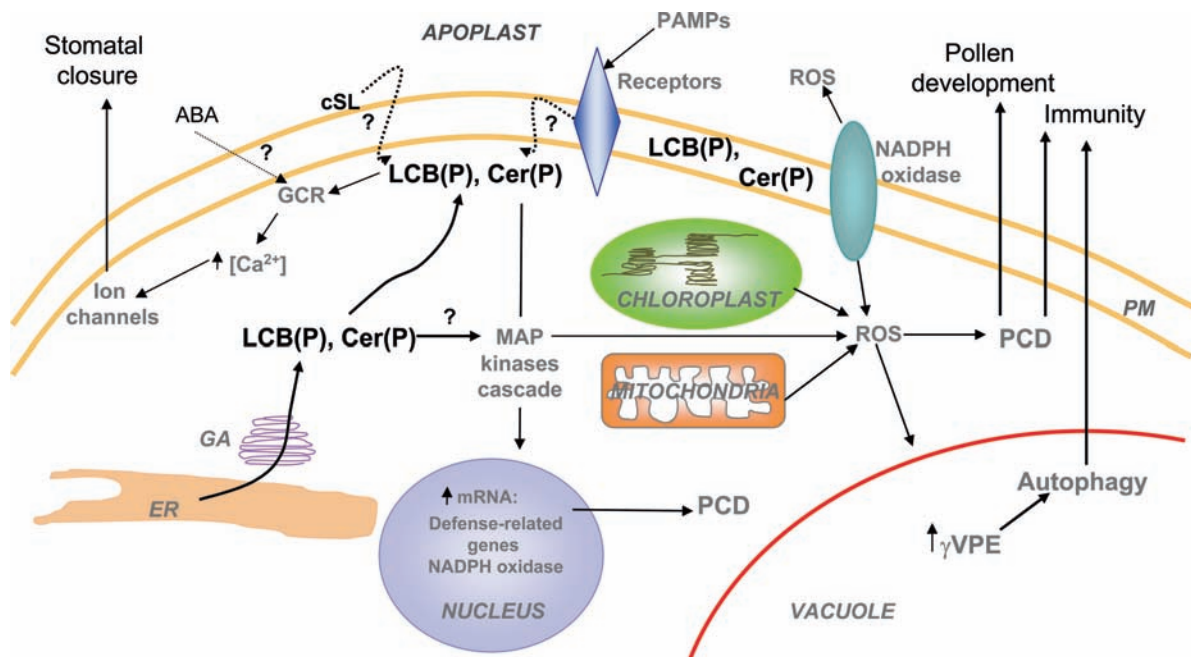 Stomatal
closure
APOPLAST
PAMPs
Receptors
ROS
Pollen
development
Immunity
ABA
?
cSL
?
?
GCR
LCB(P), Cer(P)
LCB(P),
Cer(P)
NADPH
oxidase
[Ca²⁺]
Ion
channels
CHLOROPLAST
PM
LCB(P), Cer(P)
?
MAP
kinases
cascade
ROS
PCD
MITOCHONDRIA
GA
ER
mRNA:
Defense-related
genes
NADPH oxidase
NUCLEUS
PCD
Autophagy
γVPE
VACUOLE